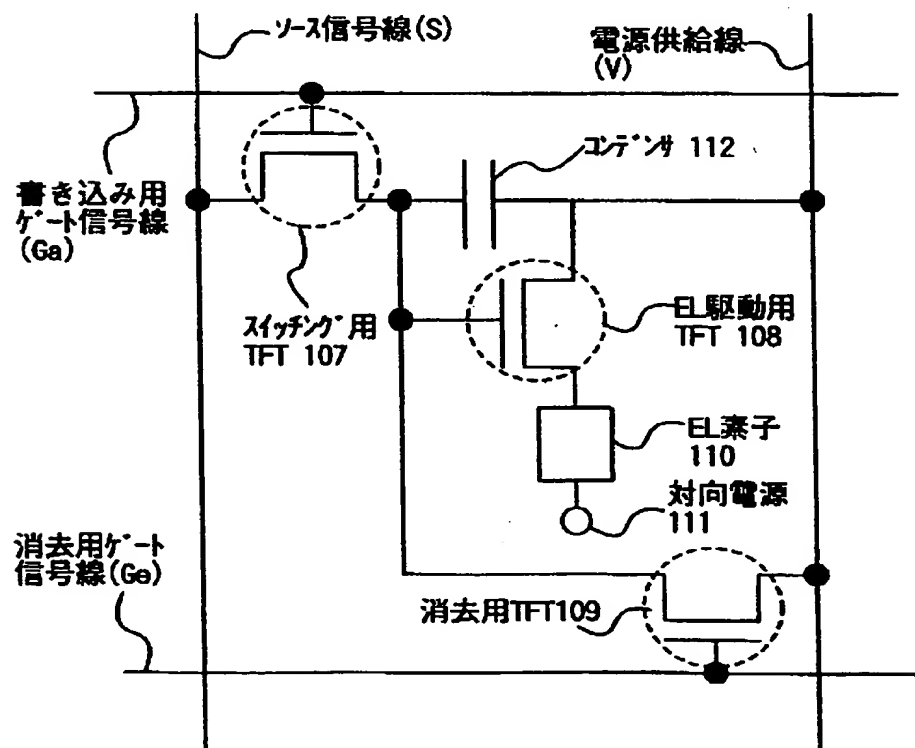 ソース信号線(S)
電源供給線
(V)
コンデンサ 112
書き込み用
ゲート信号線
(Ga)
スイッチング用
TFT 107
EL駆動用
TFT 108
EL素子
110
対向電源
111
消去用ゲート
信号線(Ge)
消去用TFT109